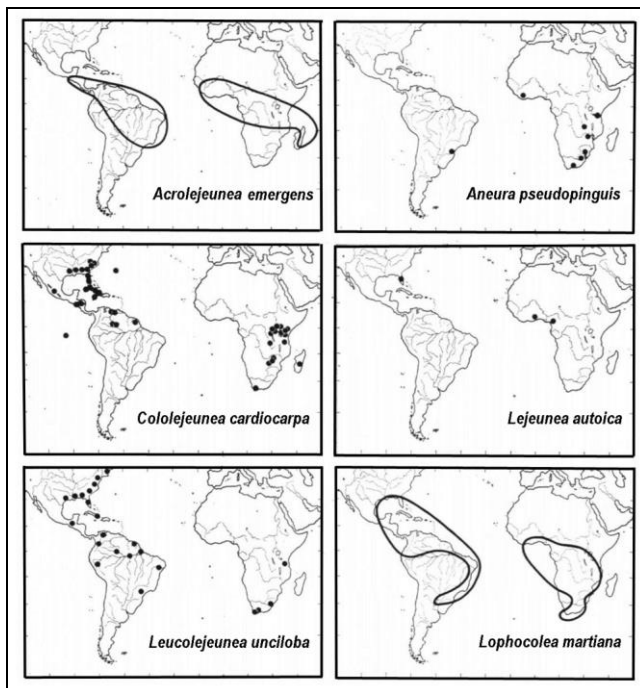 Acrolejeunea emergens
Aneura pseudopinguis
Cololejeunea cardiocarpa
Lejeunea autoica
Leucolejeunea unciloba
Lophocolea martiana